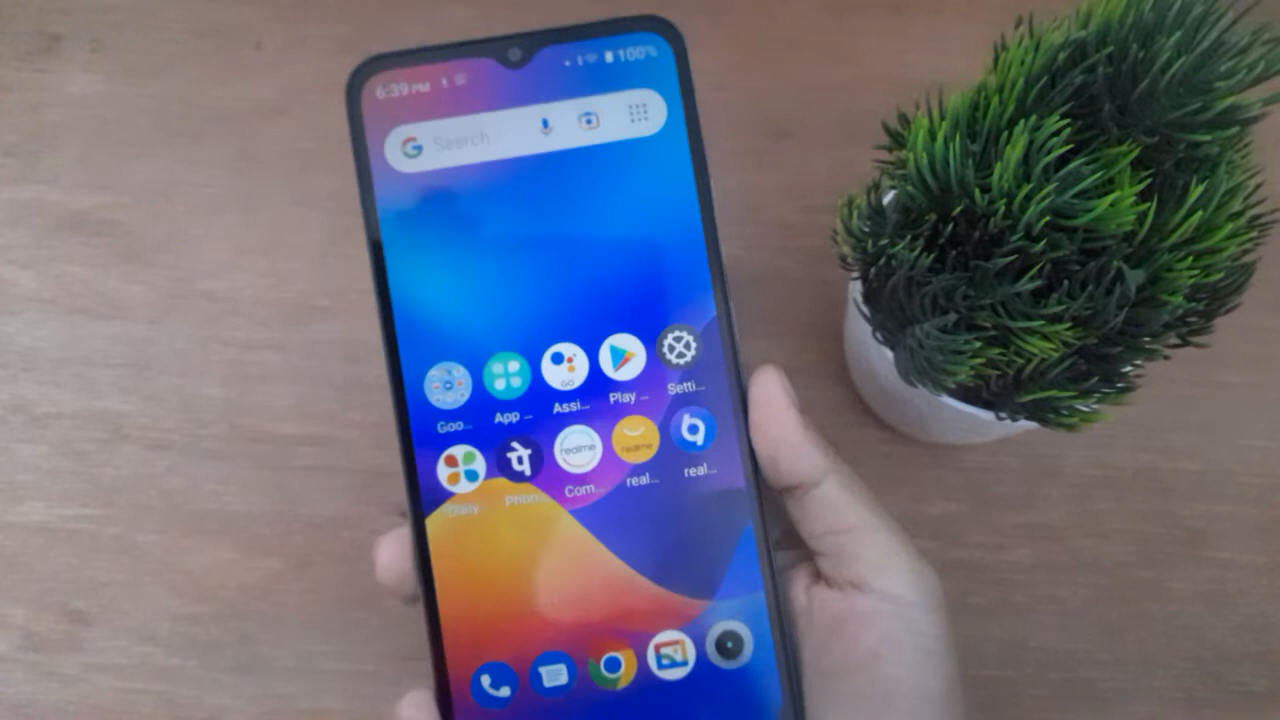 6:39 PM
100%
Search
Goo...
App ...
Assi...
Play ...
Setti...
GO
Daily
Phon...
Com...
real...
real...
realme
realme